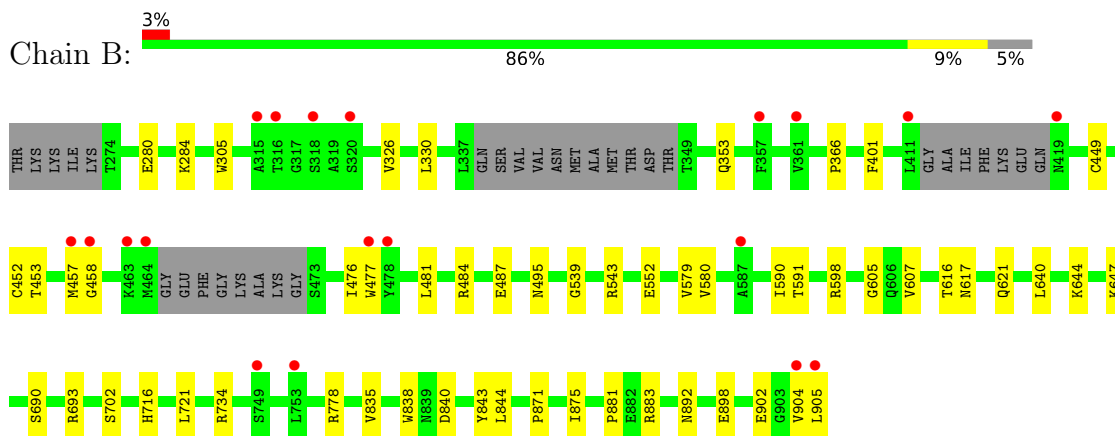 3%
Chain B:
86% 9% 5%
THR LYS LYS ILE LYS T274 E280 K284 W305 A315 T316 G317 S318 A319 S320 V326 L330 L337 GLN SER VAL VAL ASN MET ALA MET THR ASP THR T349 Q353 F357 V361 P366 F401 L411 GLY ALA ILE PHE LYS GLU GLN N419 C449
C452 T453 M457 G458 K463 M464 GLY GLU PHE GLY LYS ALA LYS GLY S473 I476 W477 Y478 L481 R484 E487 N495 G539 R543 E552 V579 V580 A587 I590 T591 R598 G605 Q606 V607 T616 N617 Q621 L640 K644 K647
S690 R693 S702 H716 L721 R734 S749 L753 R778 V835 W838 N839 D840 Y843 L844 P871 I875 P881 E882 R883 N892 E898 E902 G903 V904 L905